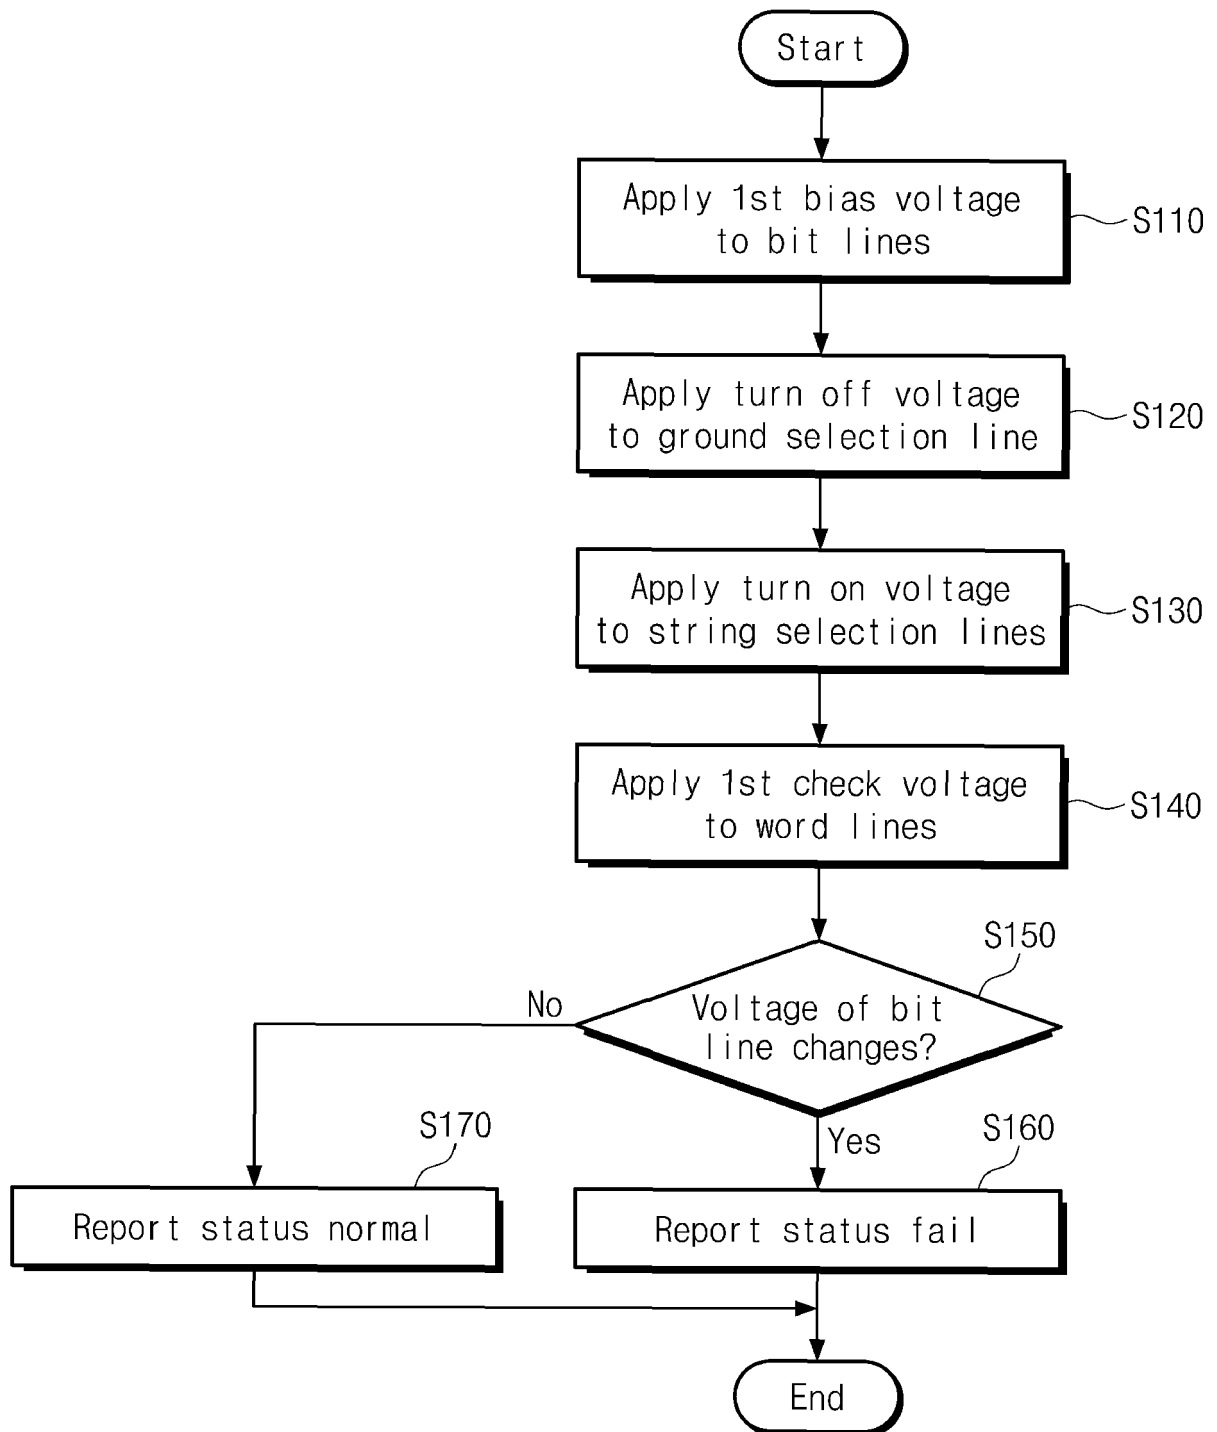 Start
Apply 1st bias voltage
to bit lines
S110
Apply turn off voltage
to ground selection line
S120
Apply turn on voltage
to string selection lines
S130
Apply 1st check voltage
to word lines
S140
S150
Voltage of bit
line changes?
No
Yes
S170
Report status normal
S160
Report status fail
End